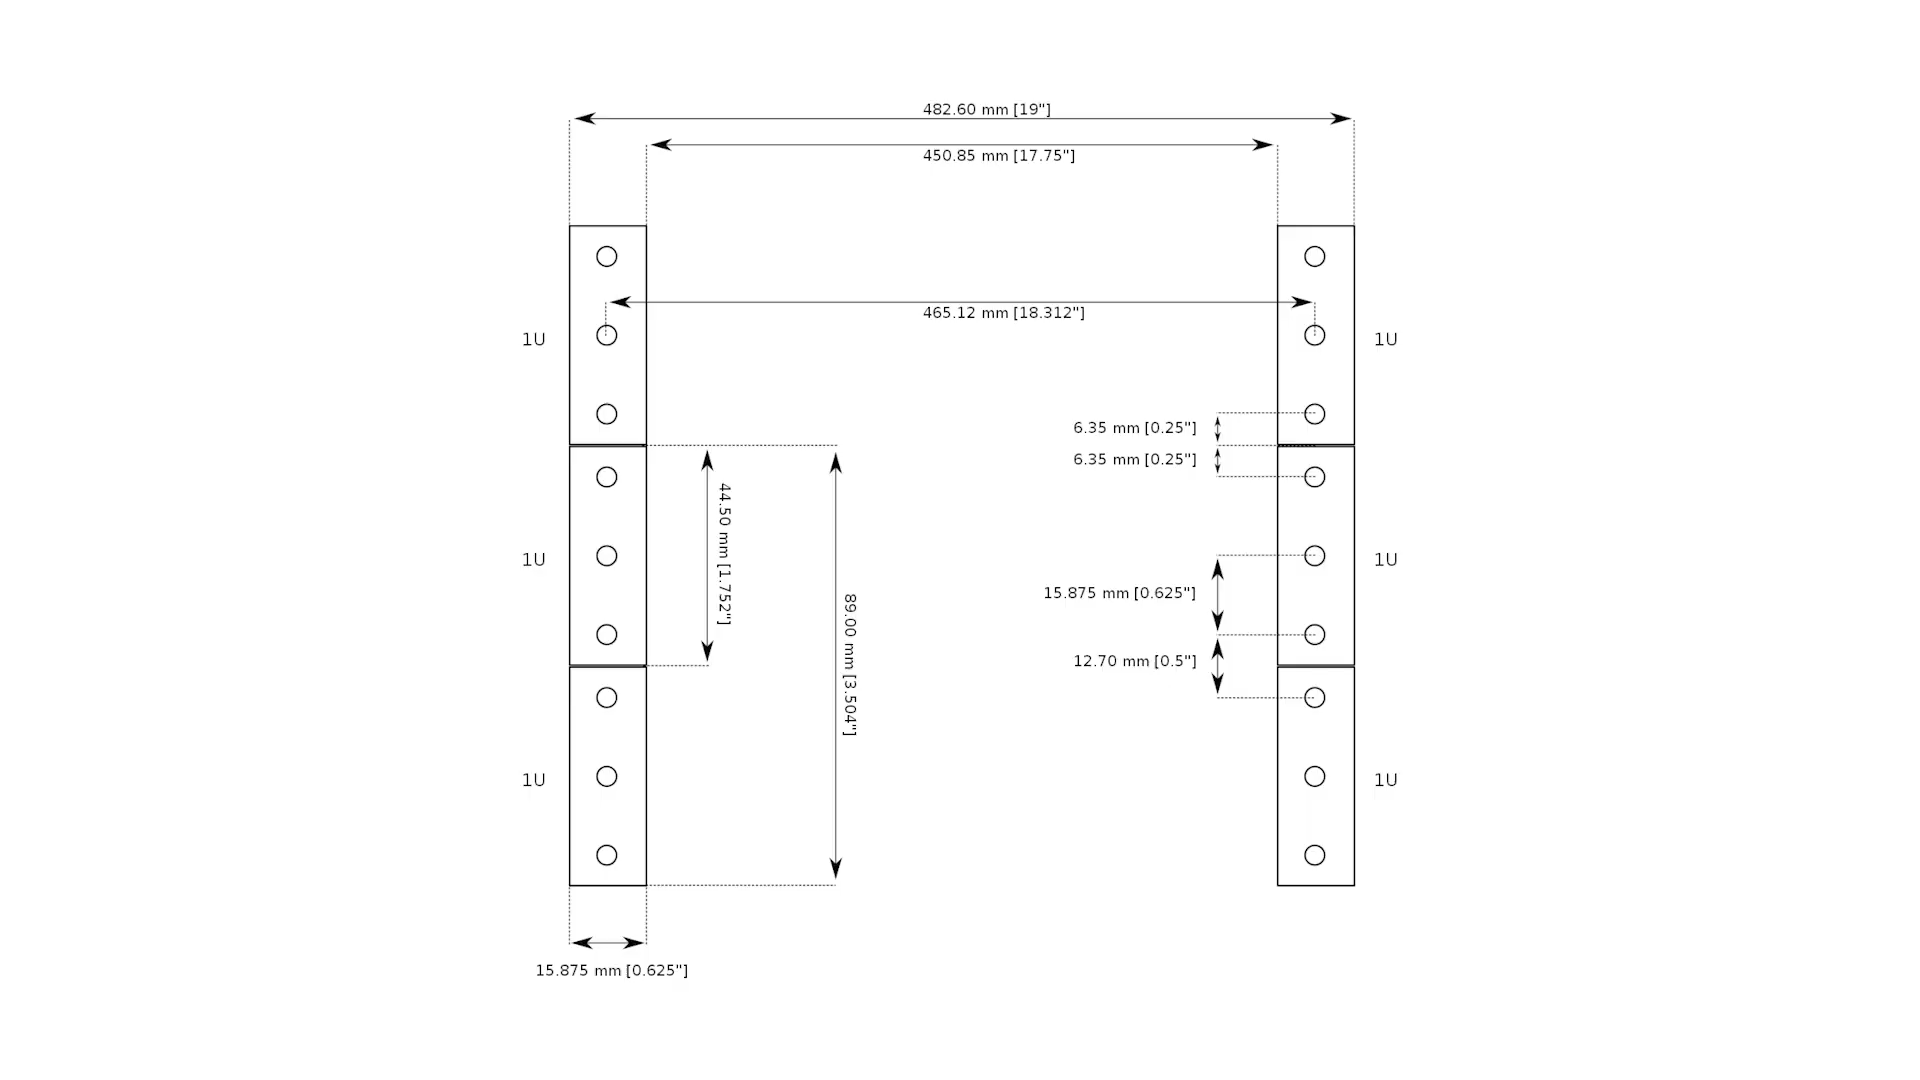 482.60 mm [19"]
450.85 mm [17.75"]
465.12 mm [18.312"]
1U
1U
6.35 mm [0.25"]
6.35 mm [0.25"]
44.50 mm [1.752"]
1U
1U
15.875 mm [0.625"]
89.00 mm [3.504"]
12.70 mm [0.5"]
1U
1U
15.875 mm [0.625"]